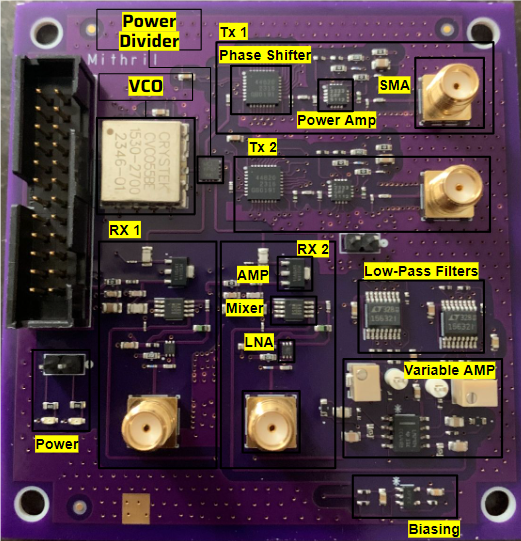 Power
Divider
Mithril
VCO
CRYSTEK
CVCO55BE
1530-2700
2346-01
Tx 1
Phase Shifter
Power Amp
SMA
Tx 2
RX 1
RX 2
AMP
Mixer
LNA
Low-Pass Filters
Variable AMP
Power
Biasing